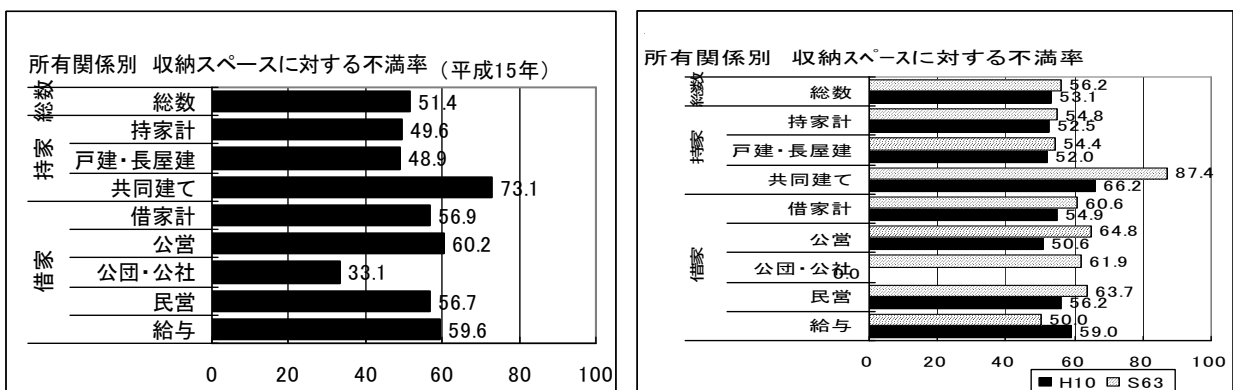 所有関係別 収納スペースに対する不満率 (平成15年)
総数
総数 51.4
持家
持家計 49.6
戸建・長屋建 48.9
共同建て 73.1
借家
借家計 56.9
公営 60.2
公団・公社 33.1
民営 56.7
給与 59.6
0 20 40 60 80 100
所有関係別 収納スペースに対する不満率
総数
総数 56.2 53.1
持家
持家計 54.8 52.5
戸建・長屋建 54.4 52.0
共同建て 87.4 66.2
借家
借家計 60.6 54.9
公営 64.8 50.6
公団・公社 61.9 0.0
民営 63.7 56.2
給与 50.0 59.0
0 20 40 60 80 100
H10 S63